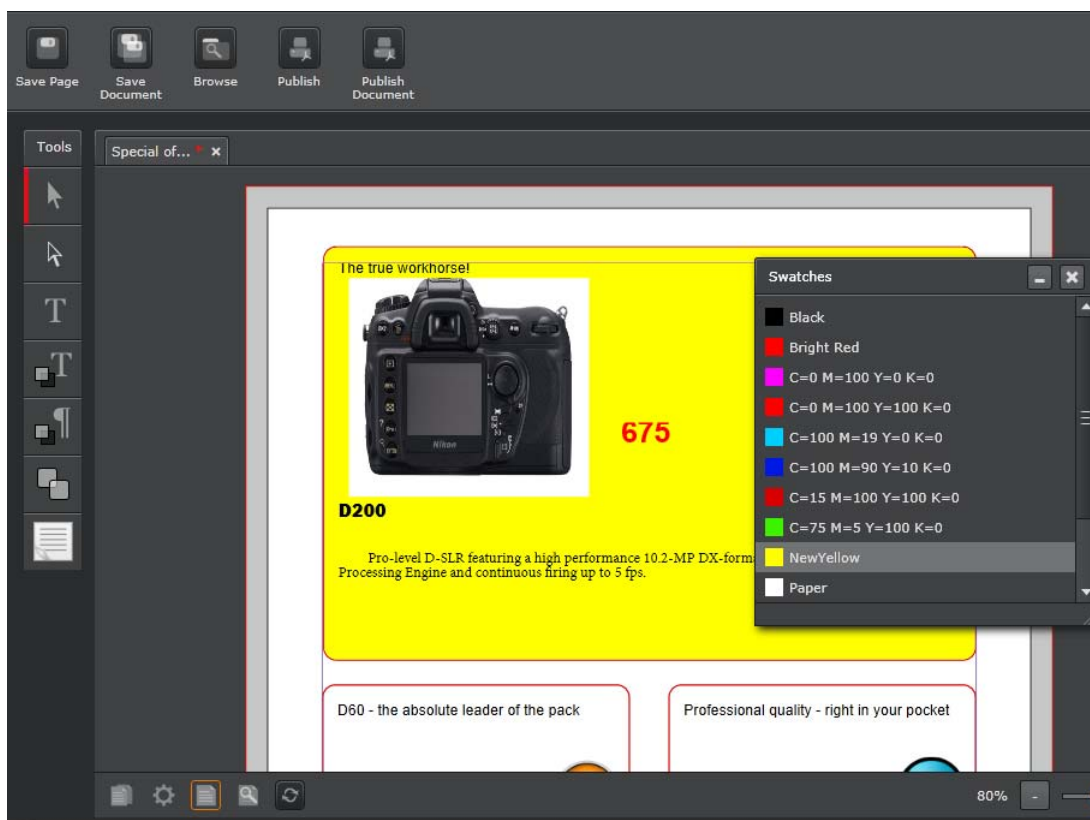 Save Page
Save
Document
Browse
Publish
Publish
Document
Tools
Special of...* ×
T
T
¶
The true workhorse!
Nikon
675
D200
Pro-level D-SLR featuring a high performance 10.2-MP DX-forma
Processing Engine and continuous firing up to 5 fps.
Swatches
Black
Bright Red
C=0 M=100 Y=0 K=0
C=0 M=100 Y=100 K=0
C=100 M=19 Y=0 K=0
C=100 M=90 Y=10 K=0
C=15 M=100 Y=100 K=0
C=75 M=5 Y=100 K=0
NewYellow
Paper
D60 - the absolute leader of the pack
Professional quality - right in your pocket
80% -